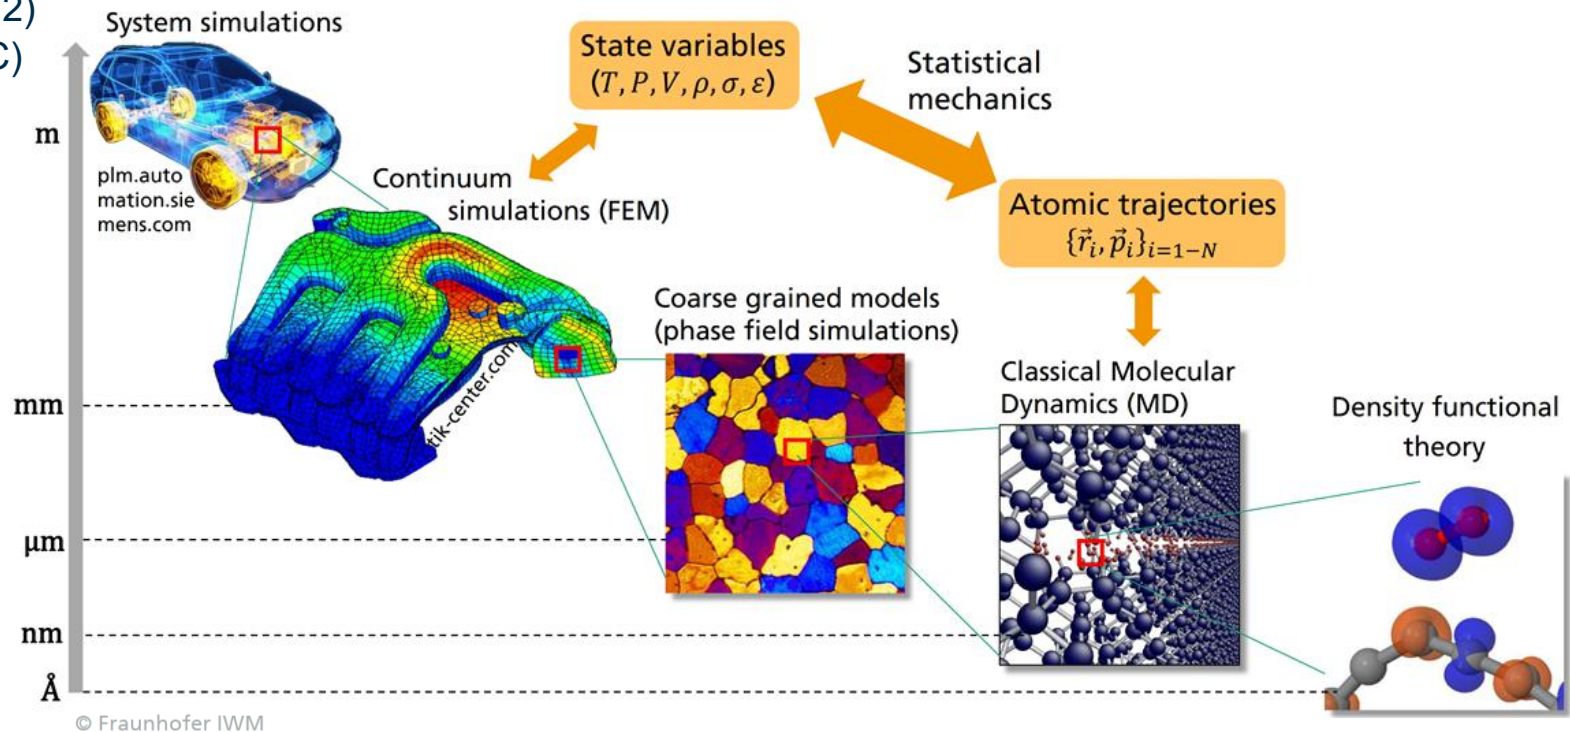 2)
C)
System simulations
m
plm.auto
mation.sie
mens.com
State variables
(T, P, V, ρ, σ, ε)
Statistical
mechanics
Continuum
simulations (FEM)
Atomic trajectories
{r⃗ᵢ, p⃗ᵢ}ᵢ₌₁₋N
Coarse grained models
(phase field simulations)
Classical Molecular
Dynamics (MD)
Density functional
theory
tik-center.com
mm
μm
nm
Å
© Fraunhofer IWM